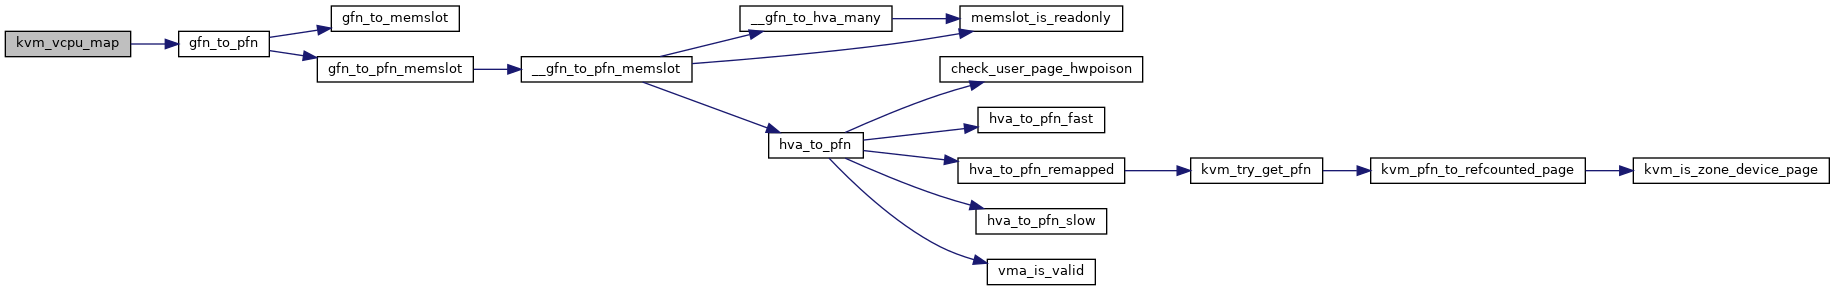 kvm_vcpu_map
gfn_to_pfn
gfn_to_memslot
gfn_to_pfn_memslot
__gfn_to_pfn_memslot
__gfn_to_hva_many
memslot_is_readonly
hva_to_pfn
check_user_page_hwpoison
hva_to_pfn_fast
hva_to_pfn_remapped
kvm_try_get_pfn
kvm_pfn_to_refcounted_page
kvm_is_zone_device_page
hva_to_pfn_slow
vma_is_valid